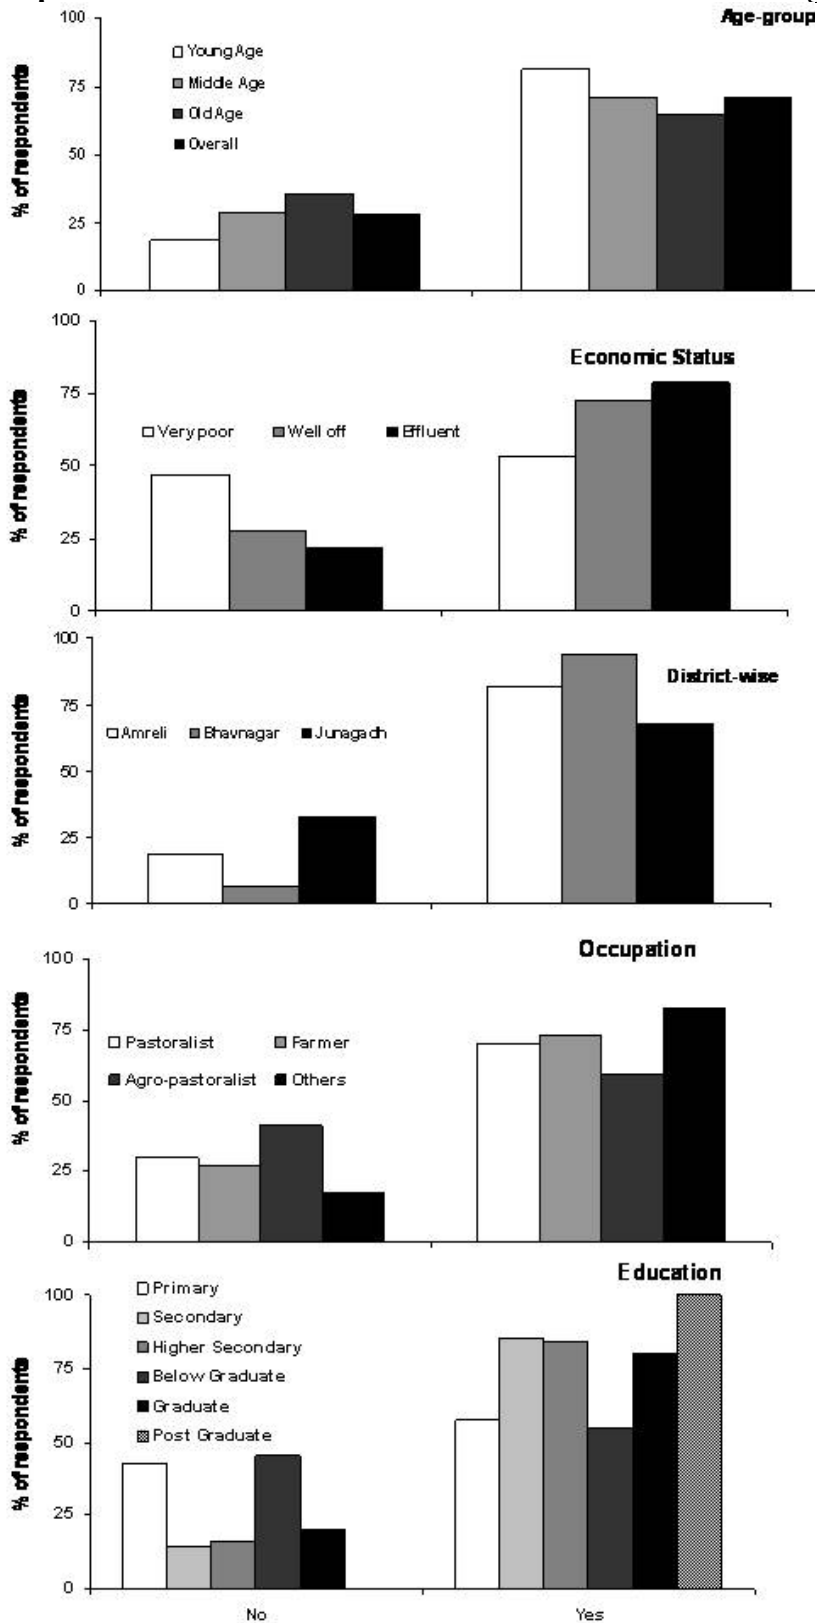 Age-group
100
Young Age
Middle Age
Old Age
Overall
75
50
25
0
% of respondents
100
Economic Status
75
Very poor Well off Effluent
50
25
0
% of respondents
100
District-wise
75
Amreli Bhavnagar Junagadh
50
25
0
% of respondents
Occupation
100
75
Pastoralist Farmer
Agro-pastoralist Others
50
25
0
% of respondents
Education
100
Primary
Secondary
Higher Secondary
Below Graduate
Graduate
Post Graduate
75
50
25
0
% of respondents
No Yes